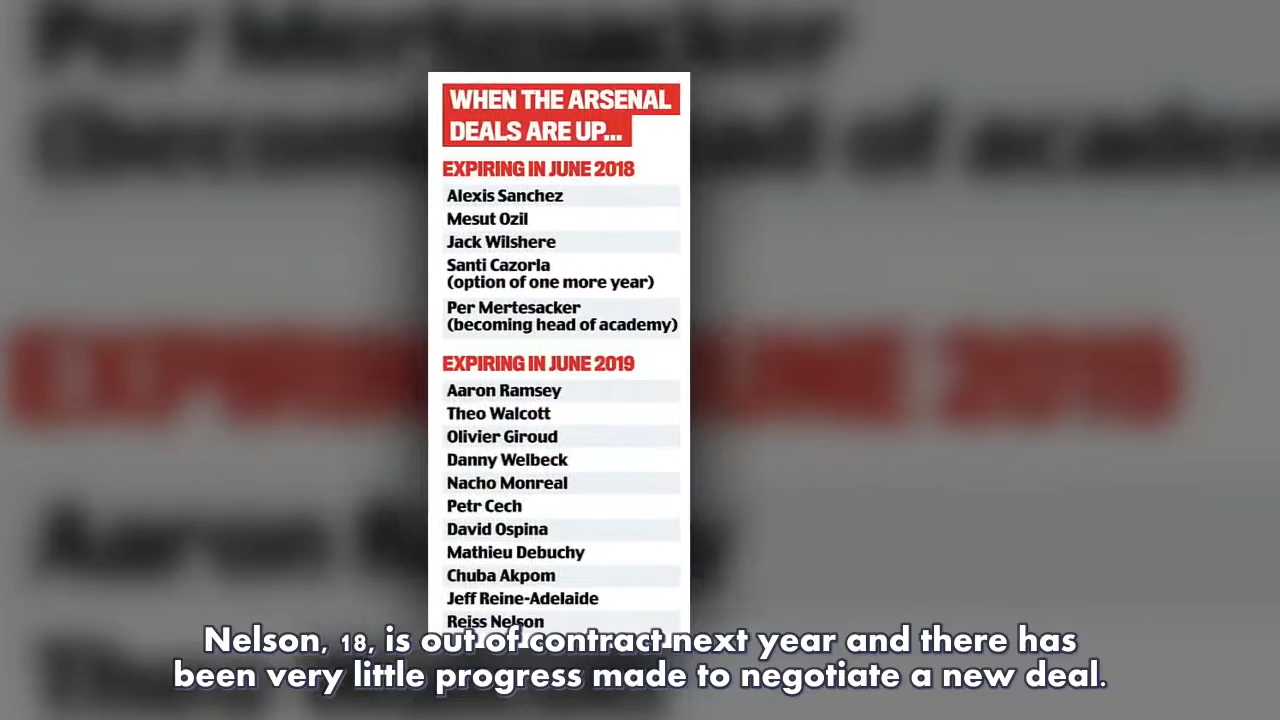 WHEN THE ARSENAL
DEALS ARE UP...
EXPIRING IN JUNE 2018
Alexis Sanchez
Mesut Ozil
Jack Wilshere
Santi Cazorla
(option of one more year)
Per Mertesacker
(becoming head of academy)
EXPIRING IN JUNE 2019
Aaron Ramsey
Theo Walcott
Olivier Giroud
Danny Welbeck
Nacho Monreal
Petr Cech
David Ospina
Mathieu Debuchy
Chuba Akpom
Jeff Reine-Adelaide
Reiss Nelson
Nelson, 18, is out of contract next year and there has
been very little progress made to negotiate a new deal.